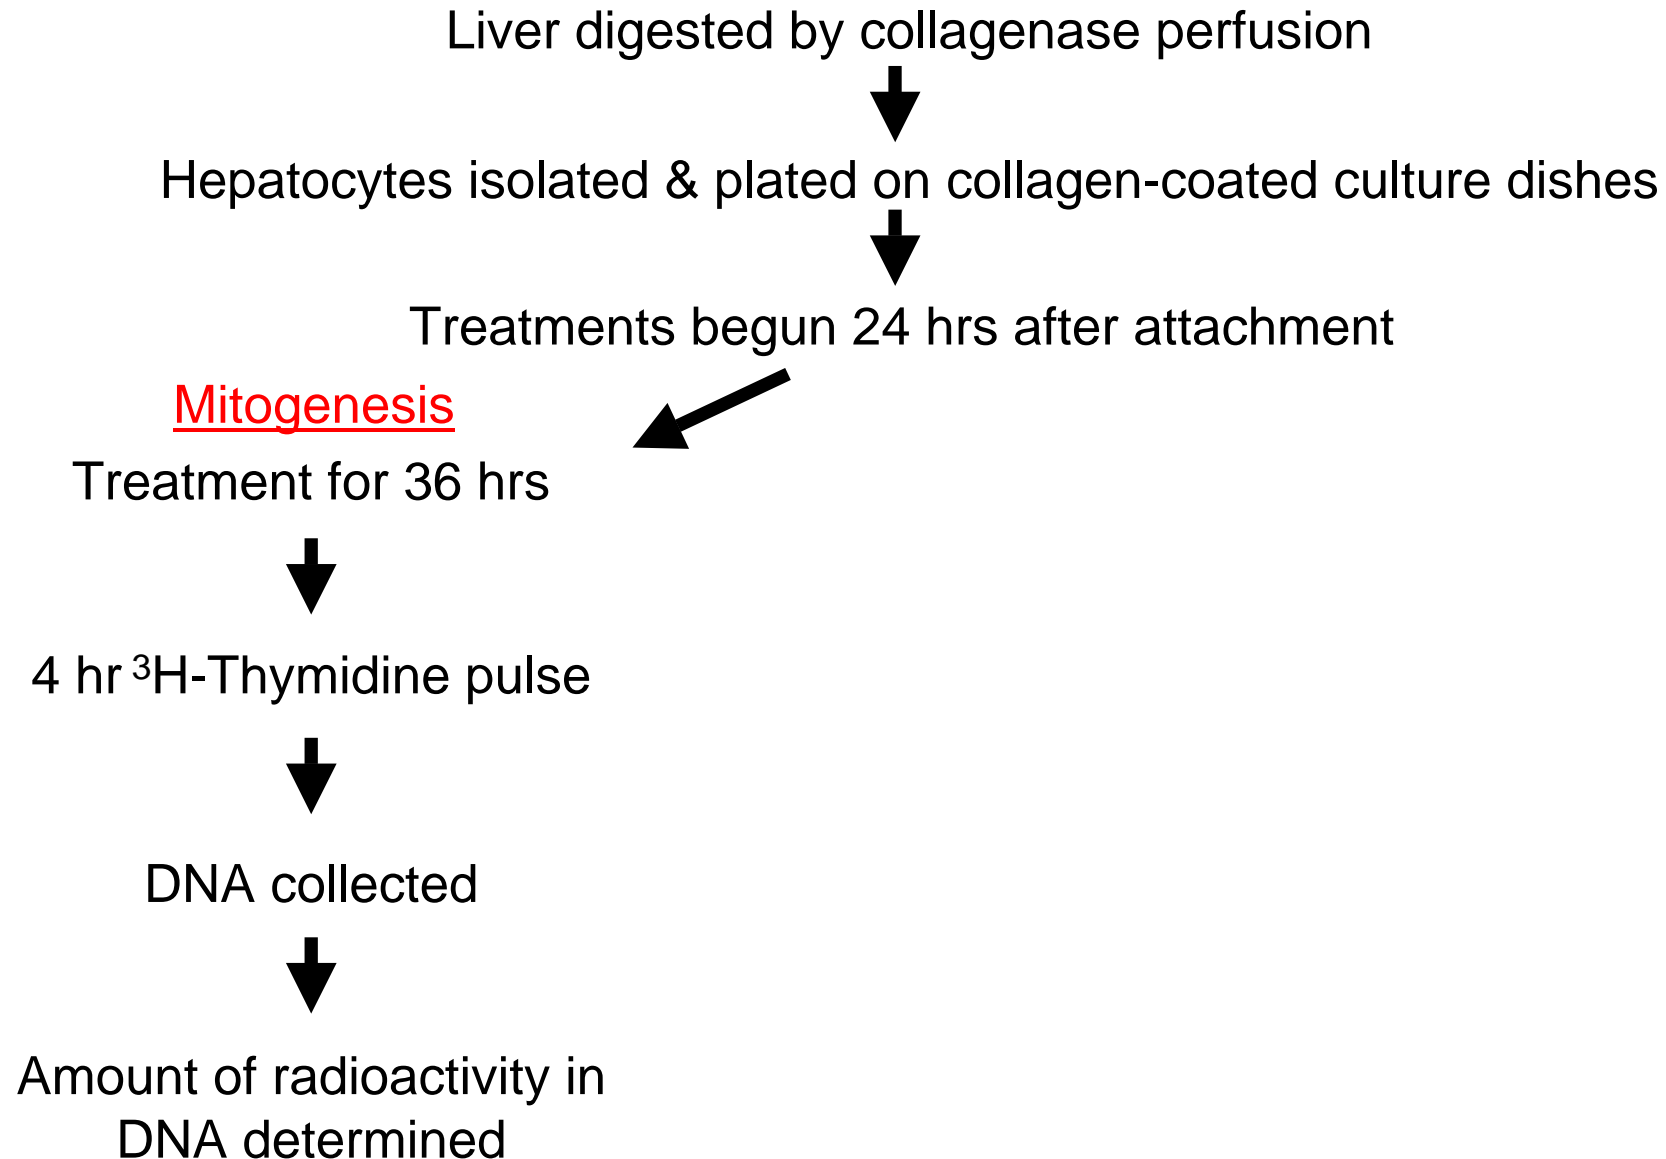 Liver digested by collagenase perfusion
Hepatocytes isolated & plated on collagen-coated culture dishes
Treatments begun 24 hrs after attachment
Mitogenesis
Treatment for 36 hrs
4 hr ³H-Thymidine pulse
DNA collected
Amount of radioactivity in
DNA determined